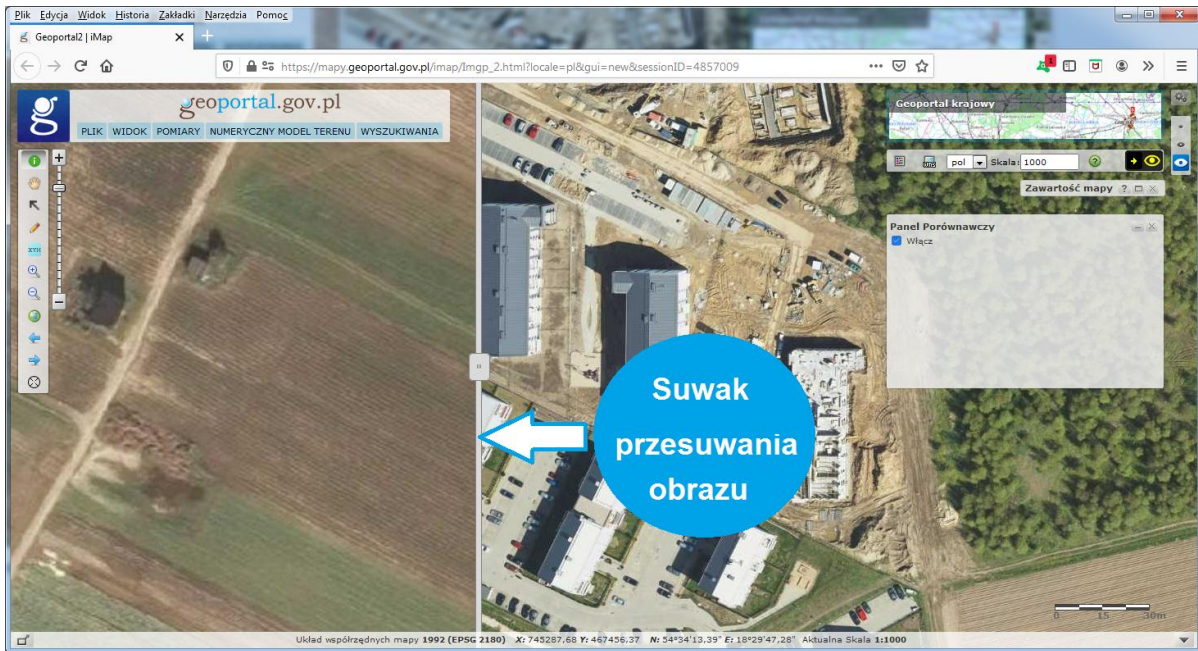 Plik Edycja Widok Historia Zakładki Narzędzia Pomoc
Geoportal2 | iMap
https://mapy.geoportal.gov.pl/imap/Imgp_2.html?locale=pl&gui=new&sessionID=4857009
geoportal.gov.pl
PLIK WIDOK POMIARY NUMERYCZNY MODEL TERENU WYSZUKIWANIA
Geoportal krajowy
pol Skala: 1000
Zawartość mapy
Panel Porównawczy
Włącz
XYH
Suwak
przesuwania
obrazu
0 15 30m
Układ współrzędnych mapy 1992 (EPSG 2180) X: 745287,68 Y: 467456,37 N: 54°34'13,39" E: 18°29'47,28" Aktualna Skala 1:1000